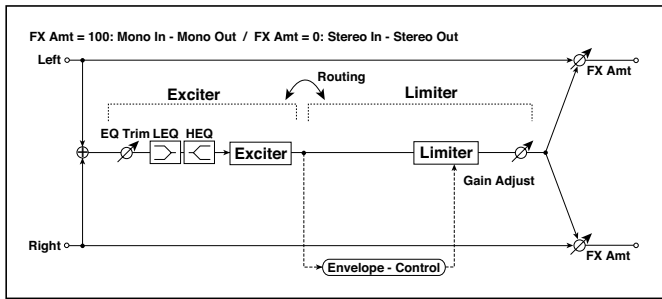 FX Amt = 100: Mono In - Mono Out / FX Amt = 0: Stereo In - Stereo Out
Left
FX Amt
Routing
Exciter
Limiter
EQ Trim LEQ HEQ
Exciter
Limiter
Gain Adjust
Right
FX Amt
Envelope - Control